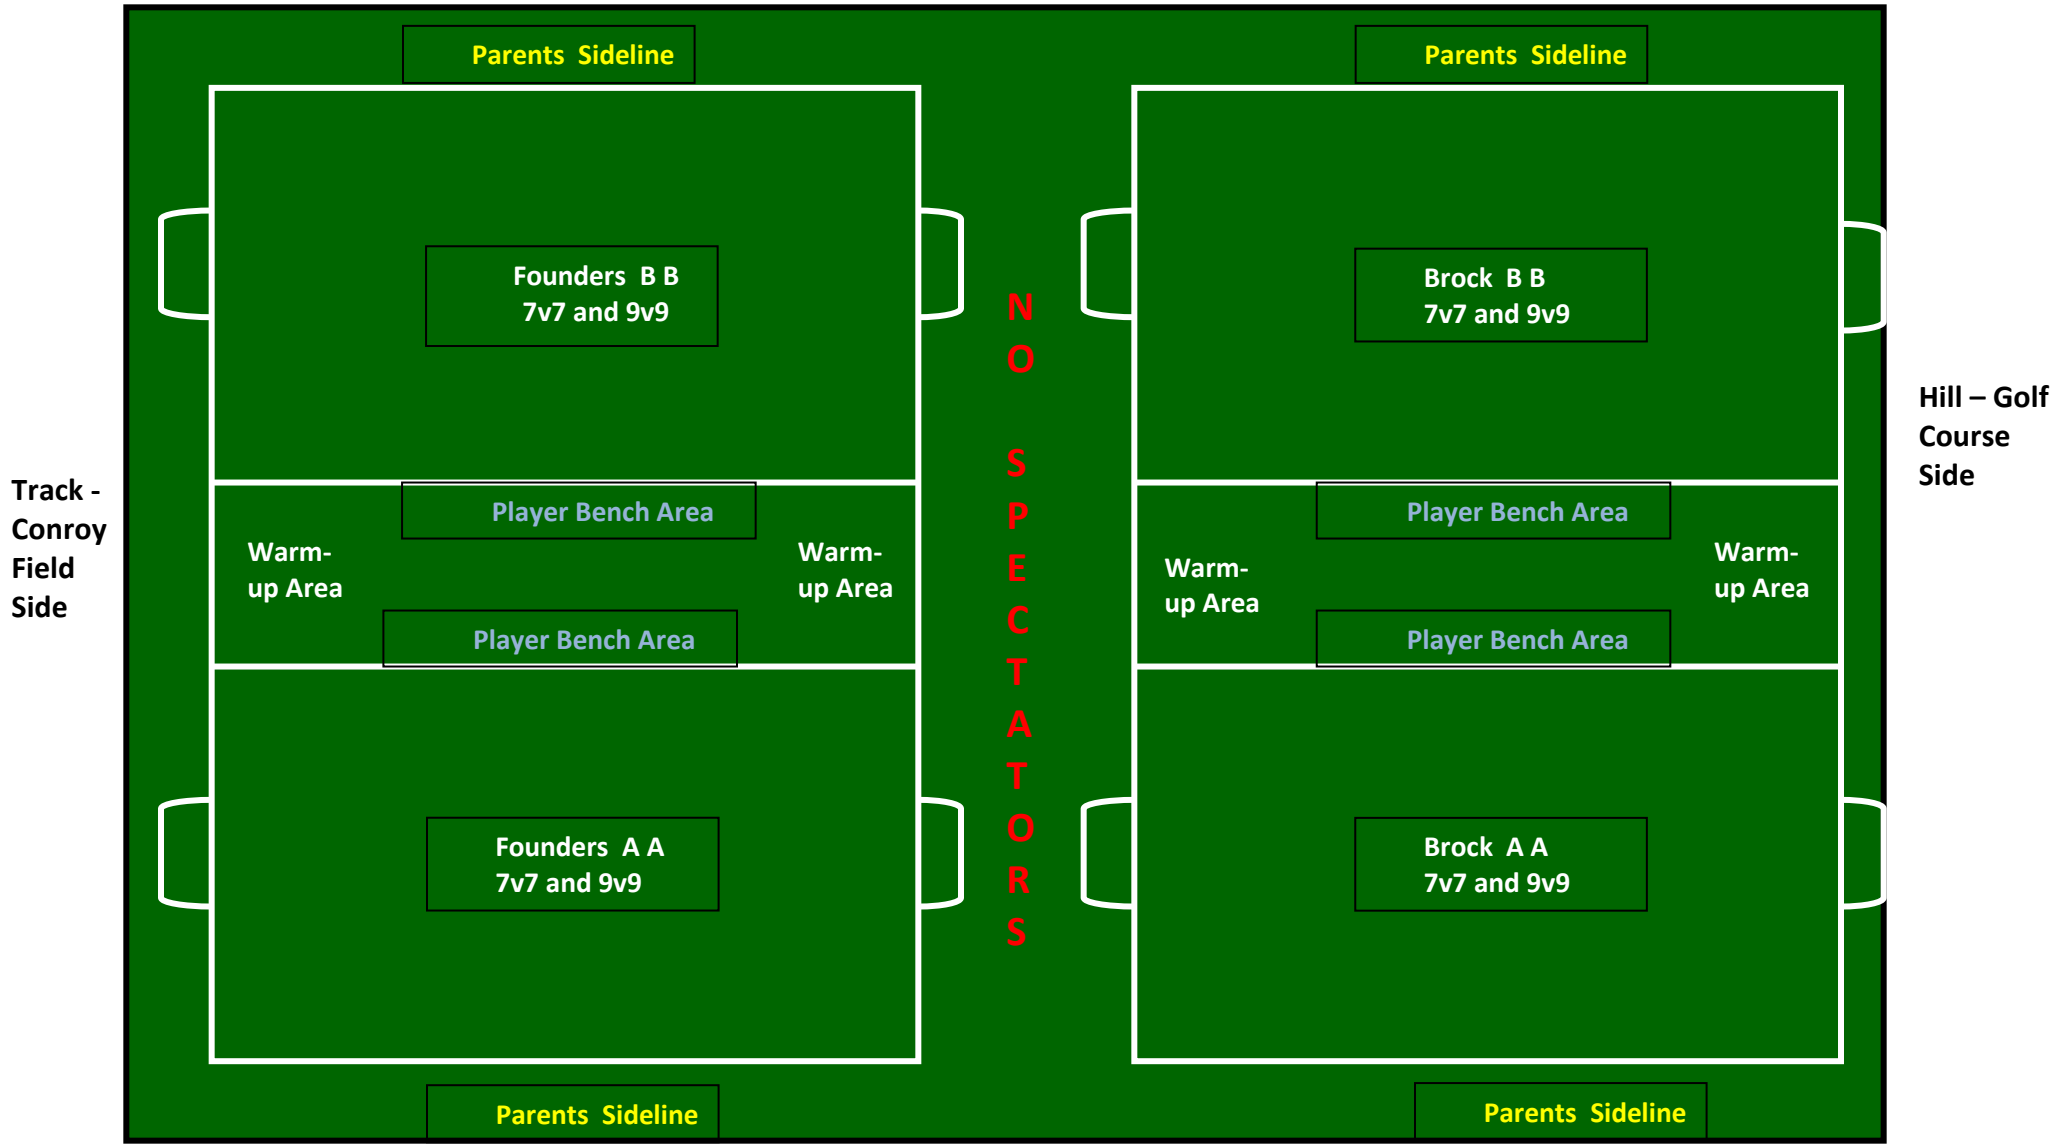 Parents  Sideline
Parents  Sideline
Founders  B B
7v7 and 9v9
Brock  B B
7v7 and 9v9
N
O
S
P
E
C
T
A
T
O
R
S
Hill – Golf
Course
Side
Track -
Conroy
Field
Side
Player Bench Area
Warm-
up Area
Warm-
up Area
Player Bench Area
Player Bench Area
Warm-
up Area
Warm-
up Area
Player Bench Area
Founders  A A
7v7 and 9v9
Brock  A A
7v7 and 9v9
Parents  Sideline
Parents  Sideline